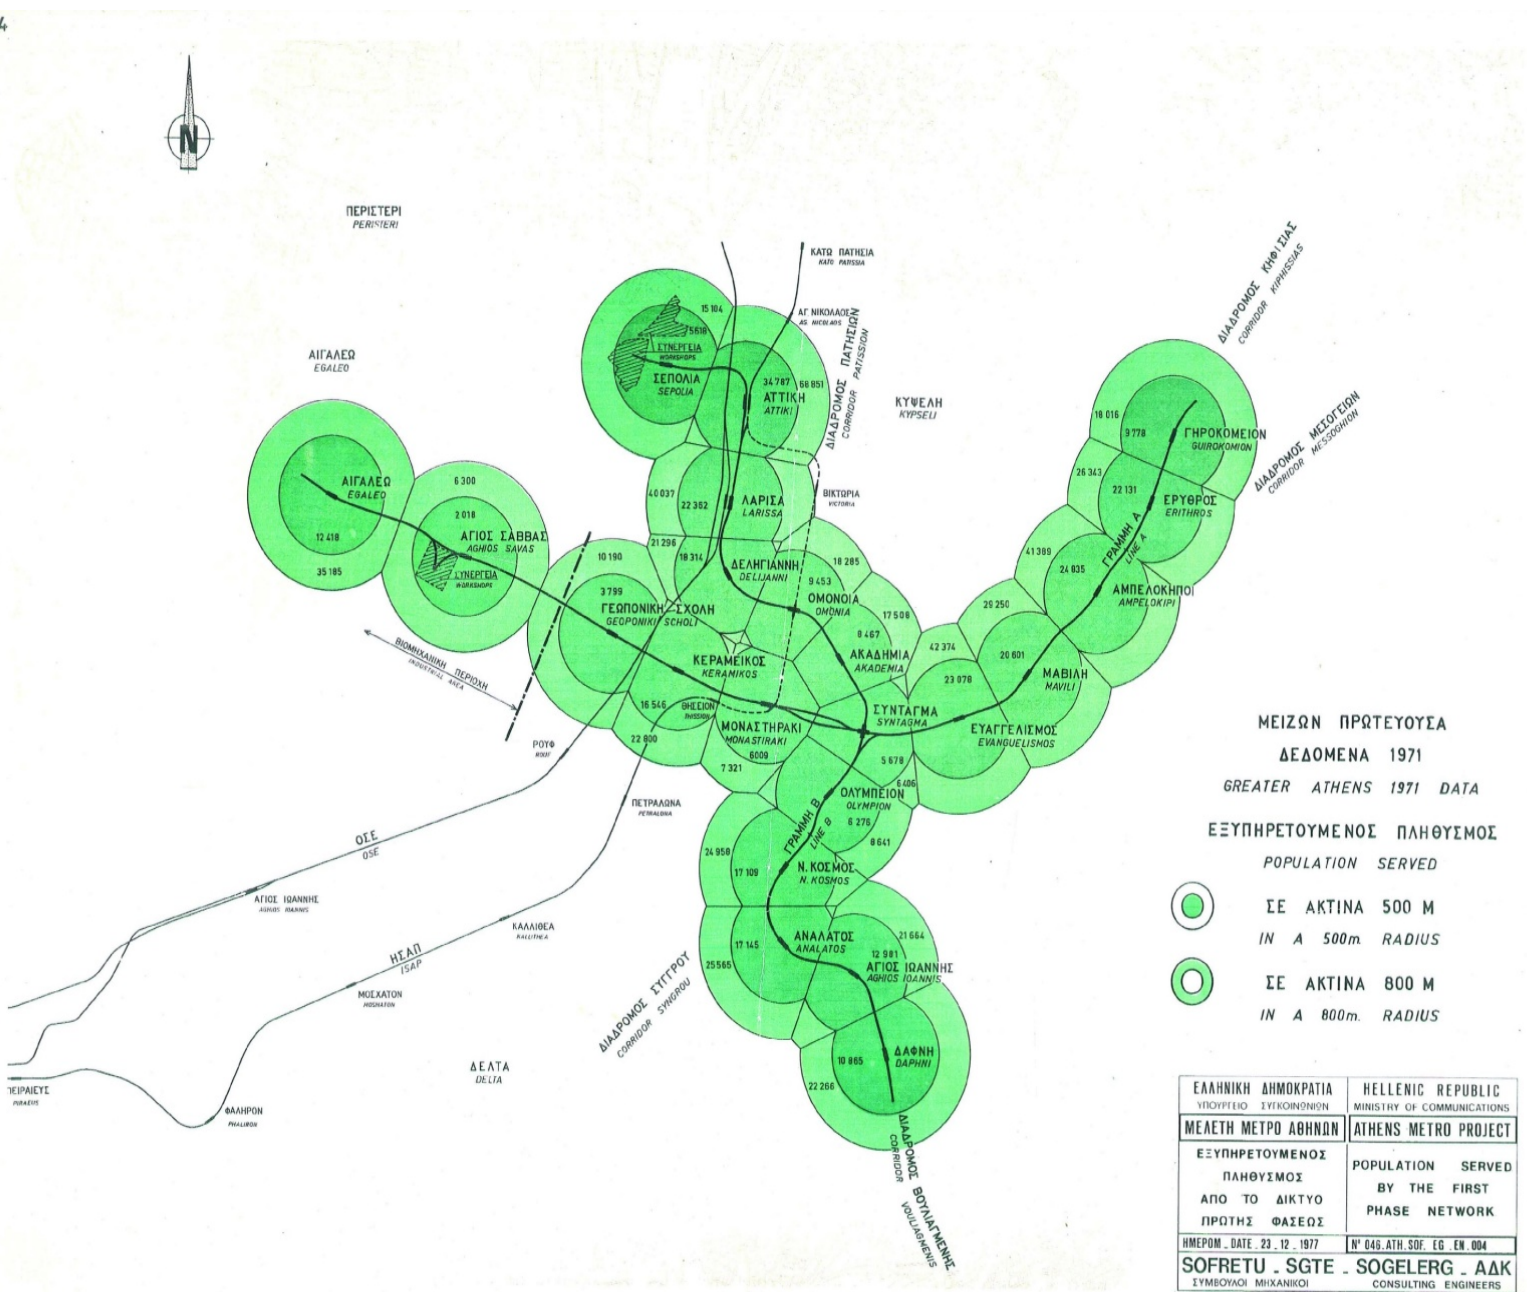 4
N
ΠΕΡΙΣΤΕΡΙ
PERISTERI
ΑΙΓΑΛΕΩ
EGALEO
ΚΑΤΩ ΠΑΤΗΣΙΑ
KATO PATISSIA
ΑΓ. ΝΙΚΟΛΑΟΣ
AG. NICOLAOS
ΔΙΑΔΡΟΜΟΣ ΠΑΤΗΣΙΩΝ
CORRIDOR PATISSION
ΚΥΨΕΛΗ
KYPSELI
ΔΙΑΔΡΟΜΟΣ ΚΗΦΙΣΙΑΣ
CORRIDOR KIPHISSIAS
ΔΙΑΔΡΟΜΟΣ ΜΕΣΟΓΕΙΩΝ
CORRIDOR MESSOGHION
15 104
5618
ΣΥΝΕΡΓΕΙΑ
WORKSHOPS
ΣΕΠΟΛΙΑ
SEPOLIA
34 787
68 851
ΑΤΤΙΚΗ
ATTIKI
18 016
9 778
ΓΗΡΟΚΟΜΕΙΟΝ
GUIROKOMION
26 343
22 131
ΕΡΥΘΡΟΣ
ERITHROS
ΑΙΓΑΛΕΩ
EGALEO
12 418
35 185
6 300
2 018
ΑΓΙΟΣ ΣΑΒΒΑΣ
AGHIOS SAVAS
ΣΥΝΕΡΓΕΙΑ
WORKSHOPS
40 037
22 362
ΛΑΡΙΣΑ
LARISSA
ΒΙΚΤΩΡΙΑ
VICTORIA
21 296
18 314
ΔΕΛΗΓΙΑΝΝΗ
DELIJANNI
18 285
9 453
ΟΜΟΝΟΙΑ
OMONIA
10 190
3 799
ΓΕΩΠΟΝΙΚΗ ΣΧΟΛΗ
GEOPONIKI SCHOLI
ΒΙΟΜΗΧΑΝΙΚΗ ΠΕΡΙΟΧΗ
INDUSTRIAL AREA
17 506
8 467
ΑΚΑΔΗΜΙΑ
AKADEMIA
41 389
24 835
ΓΡΑΜΜΗ Α
LINE A
ΑΜΠΕΛΟΚΗΠΟΙ
AMPELOKIPI
29 250
20 601
ΜΑΒΙΛΗ
MAVILI
42 374
23 078
ΕΥΑΓΓΕΛΙΣΜΟΣ
EVANGUELISMOS
ΚΕΡΑΜΕΙΚΟΣ
KERAMIKOS
16 546
22 800
ΘΗΣΕΙΟΝ
THISSION
ΜΟΝΑΣΤΗΡΑΚΙ
MONASTIRAKI
6009
7 321
ΣΥΝΤΑΓΜΑ
SYNTAGMA
5 678
6 486
ΡΟΥΦ
ROUF
ΠΕΤΡΑΛΩΝΑ
PETRALONA
ΟΛΥΜΠΕΙΟΝ
OLYMPION
6 276
8 641
ΓΡΑΜΜΗ Β
LINE B
24 958
17 109
Ν. ΚΟΣΜΟΣ
N. KOSMOS
ΟΣΕ
OSE
ΑΓΙΟΣ ΙΩΑΝΝΗΣ
AGHIOS IOANNIS
ΚΑΛΛΙΘΕΑ
KALLITHEA
ΗΣΑΠ
ISAP
ΜΟΣΧΑΤΟΝ
MOSHATON
ΠΕΙΡΑΙΕΥΣ
PIRAEUS
ΦΑΛΗΡΟΝ
PHALIRON
ΔΕΛΤΑ
DELTA
ΔΙΑΔΡΟΜΟΣ ΣΥΓΓΡΟΥ
CORRIDOR SYNGROU
17 145
25 565
ΑΝΑΛΑΤΟΣ
ANALATOS
21 664
12 981
ΑΓΙΟΣ ΙΩΑΝΝΗΣ
AGHIOS IOANNIS
10 865
22 266
ΔΑΦΝΗ
DAPHNI
ΔΙΑΔΡΟΜΟΣ ΒΟΥΛΙΑΓΜΕΝΗΣ
CORRIDOR VOULIAGMENIS
ΜΕΙΖΩΝ ΠΡΩΤΕΥΟΥΣΑ
ΔΕΔΟΜΕΝΑ 1971
GREATER ATHENS 1971 DATA
ΕΞΥΠΗΡΕΤΟΥΜΕΝΟΣ ΠΛΗΘΥΣΜΟΣ
POPULATION SERVED
ΣΕ ΑΚΤΙΝΑ 500 Μ
IN A 500m. RADIUS
ΣΕ ΑΚΤΙΝΑ 800 Μ
IN A 800m. RADIUS
ΕΛΛΗΝΙΚΗ ΔΗΜΟΚΡΑΤΙΑ
ΥΠΟΥΡΓΕΙΟ ΣΥΓΚΟΙΝΩΝΙΩΝ
HELLENIC REPUBLIC
MINISTRY OF COMMUNICATIONS
ΜΕΛΕΤΗ ΜΕΤΡΟ ΑΘΗΝΩΝ
ATHENS METRO PROJECT
ΕΞΥΠΗΡΕΤΟΥΜΕΝΟΣ
ΠΛΗΘΥΣΜΟΣ
ΑΠΟ ΤΟ ΔΙΚΤΥΟ
ΠΡΩΤΗΣ ΦΑΣΕΩΣ
POPULATION SERVED
BY THE FIRST
PHASE NETWORK
ΗΜΕΡΟΜ_DATE_23_12_1977
N° 046.ATH.SOF. EG.EN.004
SOFRETU _ SGTE _ SOGELERG _ ΑΔΚ
ΣΥΜΒΟΥΛΟΙ ΜΗΧΑΝΙΚΟΙ
CONSULTING ENGINEERS